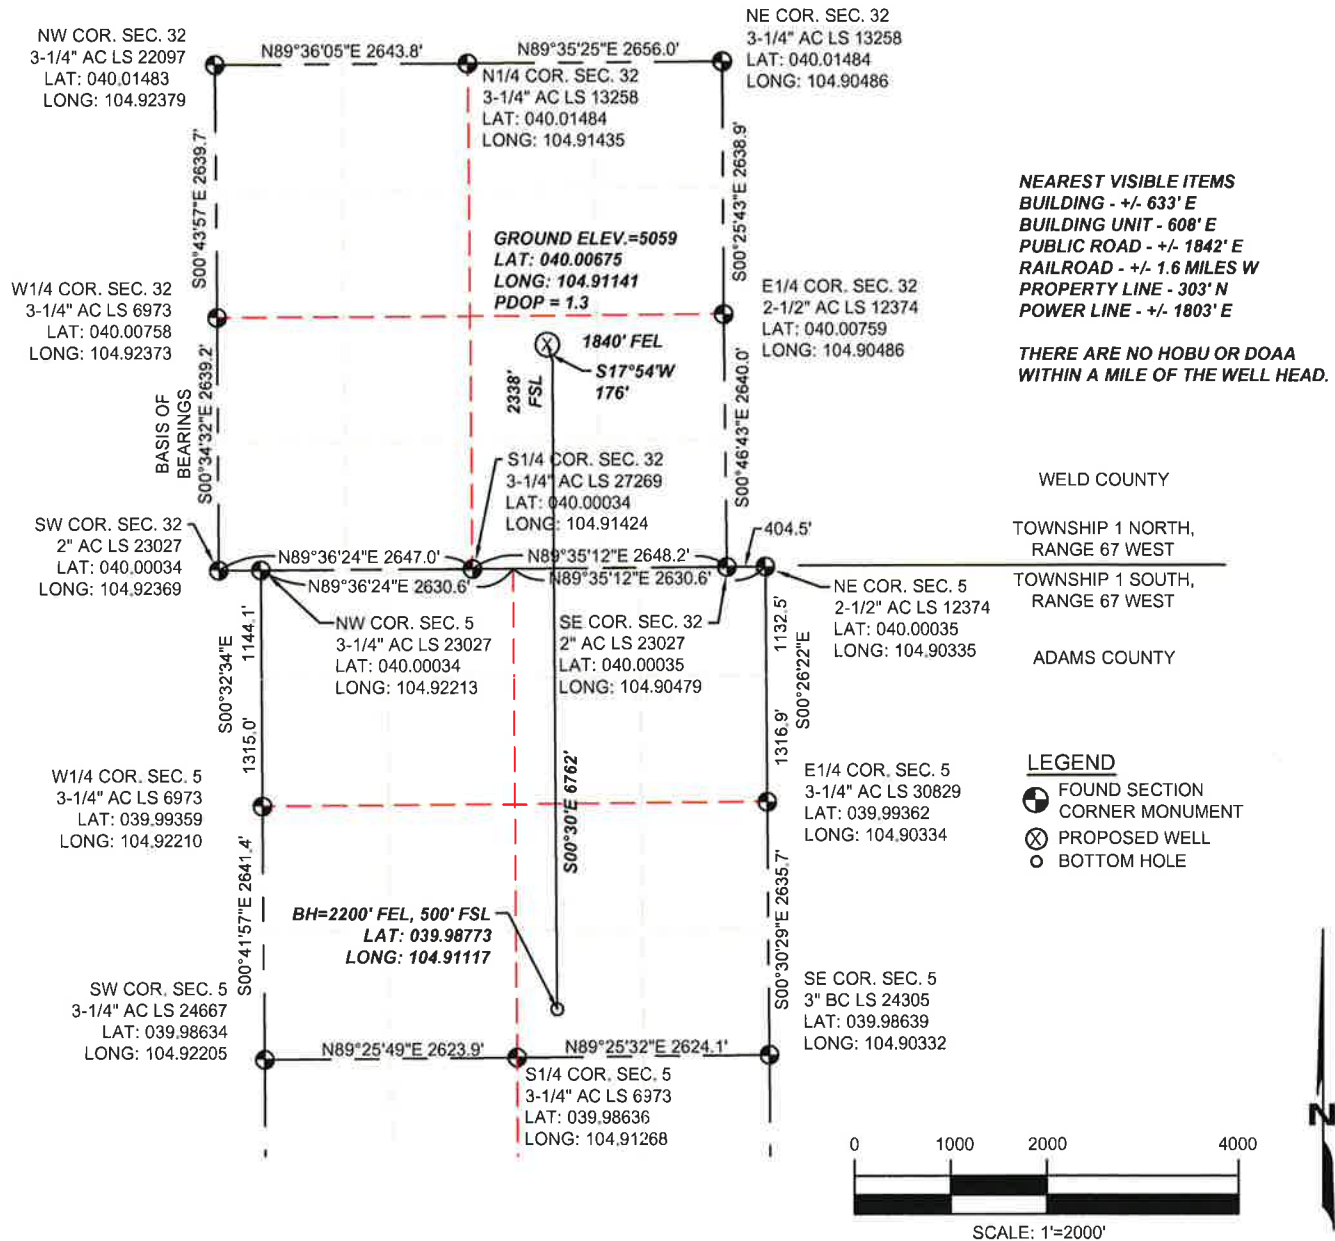 NW COR. SEC. 32
3-1/4" AC LS 22097
LAT: 040.01483
LONG: 104.92379
N89°36'05"E 2643.8'
N89°35'25"E 2656.0'
NE COR. SEC. 32
3-1/4" AC LS 13258
LAT: 040.01484
LONG: 104.90486
N1/4 COR. SEC. 32
3-1/4" AC LS 13258
LAT: 040.01484
LONG: 104.91435
S00°43'57"E 2639.7'
S00°25'43"E 2638.9'
NEAREST VISIBLE ITEMS
BUILDING - +/- 633' E
BUILDING UNIT - 608' E
PUBLIC ROAD - +/- 1842' E
RAILROAD - +/- 1.6 MILES W
PROPERTY LINE - 303' N
POWER LINE - +/- 1803' E
THERE ARE NO HOBU OR DOAA
WITHIN A MILE OF THE WELL HEAD.
GROUND ELEV.=5059
LAT: 040.00675
LONG: 104.91141
PDOP = 1.3
W1/4 COR. SEC. 32
3-1/4" AC LS 6973
LAT: 040.00758
LONG: 104.92373
E1/4 COR. SEC. 32
2-1/2" AC LS 12374
LAT: 040.00759
LONG: 104.90486
1840' FEL
S17°54'W
176'
2338'
FSL
BASIS OF
BEARINGS
S00°34'32"E 2639.2'
S00°46'43"E 2640.0'
S1/4 COR. SEC. 32
3-1/4" AC LS 27269
LAT: 040.00034
LONG: 104.91424
WELD COUNTY
TOWNSHIP 1 NORTH,
RANGE 67 WEST
TOWNSHIP 1 SOUTH,
RANGE 67 WEST
ADAMS COUNTY
SW COR. SEC. 32
2" AC LS 23027
LAT: 040.00034
LONG: 104.92369
N89°36'24"E 2647.0'
N89°35'12"E 2648.2'
404.5'
N89°36'24"E 2630.6'
N89°35'12"E 2630.6'
NW COR. SEC. 5
3-1/4" AC LS 23027
LAT: 040.00034
LONG: 104.92213
SE COR. SEC. 32
2" AC LS 23027
LAT: 040.00035
LONG: 104.90479
NE COR. SEC. 5
2-1/2" AC LS 12374
LAT: 040.00035
LONG: 104.90335
S00°32'34"E
1144.1'
1315.0'
1132.5'
S00°26'22"E
1316.9'
S00°30'E 6762'
W1/4 COR. SEC. 5
3-1/4" AC LS 6973
LAT: 039.99359
LONG: 104.92210
E1/4 COR. SEC. 5
3-1/4" AC LS 30829
LAT: 039.99362
LONG: 104.90334
LEGEND
FOUND SECTION
CORNER MONUMENT
PROPOSED WELL
BOTTOM HOLE
S00°41'57"E 2641.4'
S00°30'29"E 2635.7'
BH=2200' FEL, 500' FSL
LAT: 039.98773
LONG: 104.91117
SW COR. SEC. 5
3-1/4" AC LS 24667
LAT: 039.98634
LONG: 104.92205
SE COR. SEC. 5
3" BC LS 24305
LAT: 039.98639
LONG: 104.90332
N89°25'49"E 2623.9'
N89°25'32"E 2624.1'
S1/4 COR. SEC. 5
3-1/4" AC LS 6973
LAT: 039.98636
LONG: 104.91268
N
0 1000 2000 4000
SCALE: 1'=2000'